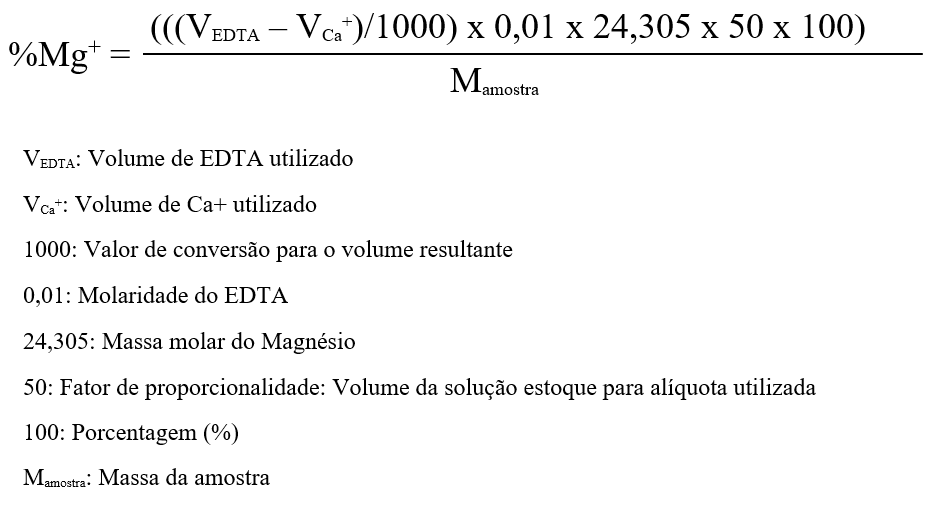 %Mg⁺ = (((V_EDTA – V_Ca⁺)/1000) x 0,01 x 24,305 x 50 x 100)
M_amostra
V_EDTA: Volume de EDTA utilizado
V_Ca⁺: Volume de Ca+ utilizado
1000: Valor de conversão para o volume resultante
0,01: Molaridade do EDTA
24,305: Massa molar do Magnésio
50: Fator de proporcionalidade: Volume da solução estoque para alíquota utilizada
100: Porcentagem (%)
M_amostra: Massa da amostra